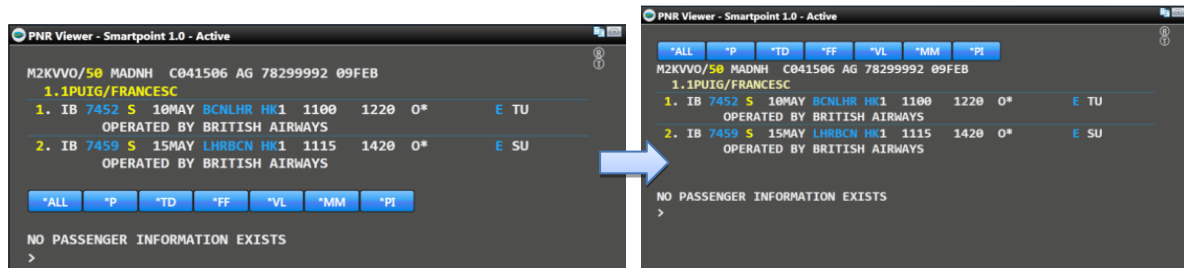 PNR Viewer - Smartpoint 1.0 - Active
M2KVVO/50 MADNH C041506 AG 78299992 09FEB
1.1PUIG/FRANCESC
1. IB 7452 S 10MAY BCNLHR HK1 1100 1220 O* E TU
OPERATED BY BRITISH AIRWAYS
2. IB 7459 S 15MAY LHRBCN HK1 1115 1420 O* E SU
OPERATED BY BRITISH AIRWAYS
*ALL *P *TD *FF *VL *MM *PI
NO PASSENGER INFORMATION EXISTS
>
R
T
PNR Viewer - Smartpoint 1.0 - Active
*ALL *P *TD *FF *VL *MM *PI
M2KVVO/50 MADNH C041506 AG 78299992 09FEB
1.1PUIG/FRANCESC
1. IB 7452 S 10MAY BCNLHR HK1 1100 1220 O* E TU
OPERATED BY BRITISH AIRWAYS
2. IB 7459 S 15MAY LHRBCN HK1 1115 1420 O* E SU
OPERATED BY BRITISH AIRWAYS
NO PASSENGER INFORMATION EXISTS
>
R
T